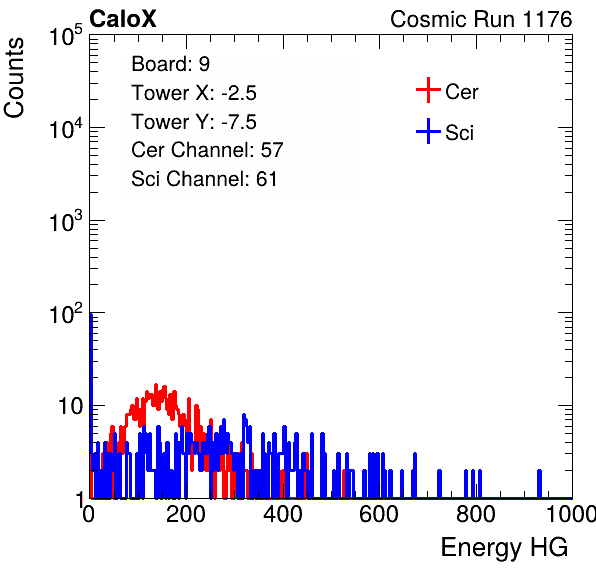 CaloX Cosmic Run 1176
Counts
Board: 9
Tower X: -2.5
Tower Y: -7.5
Cer Channel: 57
Sci Channel: 61
Cer
Sci
10^5
10^4
10^3
10^2
10
1
0 200 400 600 800 1000
Energy HG